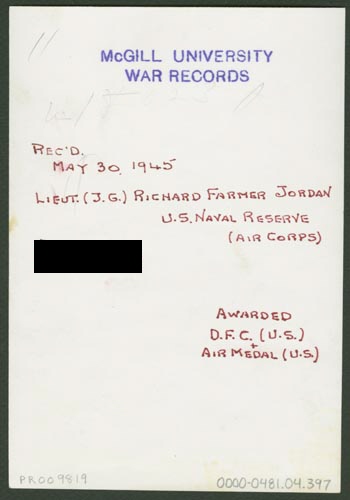 McGILL UNIVERSITY
WAR RECORDS
REC'D.
MAY 30, 1945
LIEUT. (J.G.) RICHARD FARMER JORDAN
U.S. NAVAL RESERVE
(AIR CORPS)
AWARDED
D.F.C. (U.S.)
+
AIR MEDAL (U.S.)
PR009819
0000-0481.04.397